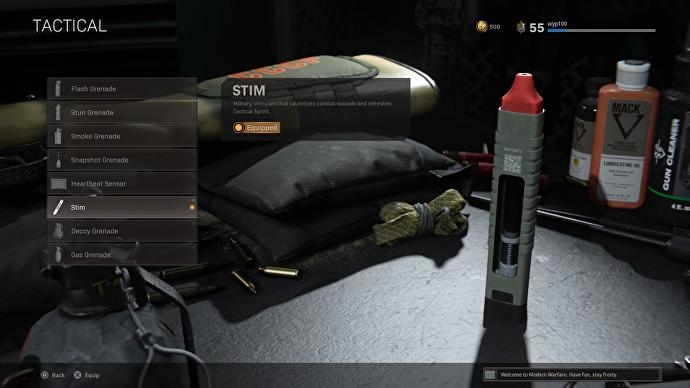 TACTICAL
500
55
wyp100
Flash Grenade
Stun Grenade
Smoke Grenade
Snapshot Grenade
Heartbeat Sensor
Stim
Decoy Grenade
Gas Grenade
STIM
Military stimulant that cauterizes combat wounds and refreshes
Tactical Sprint.
Equipped
MACK
LUBRICATING OIL
GUN CLEANER
Back
Equip
Welcome to Modern Warfare. Have fun, stay frosty.